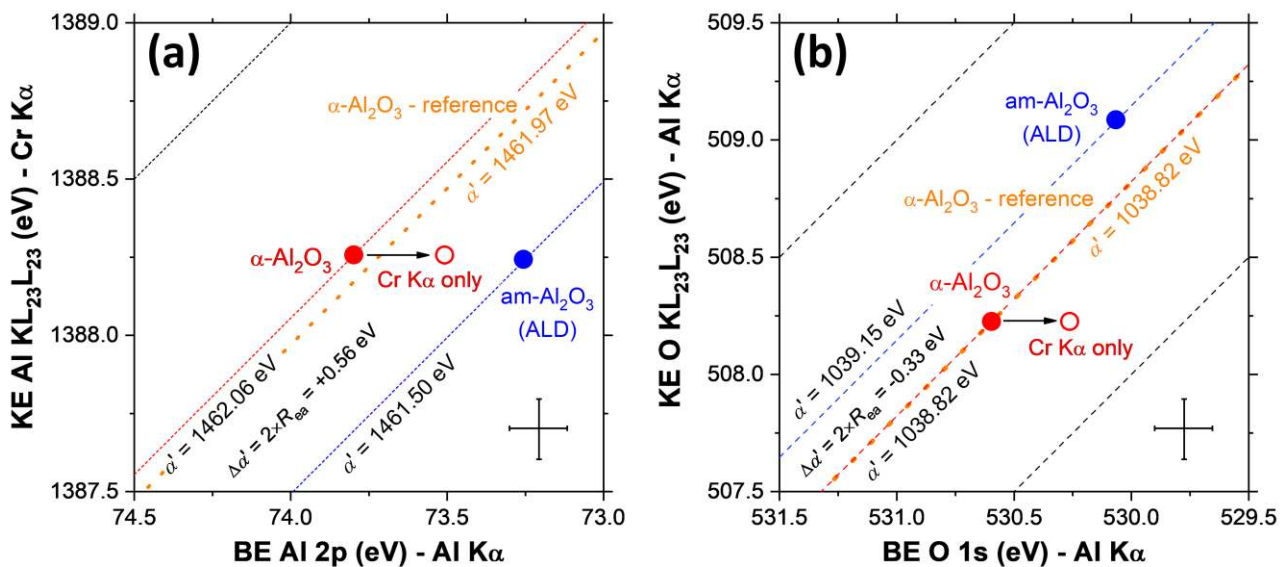 (a)
KE Al KL₂₃L₂₃ (eV) - Cr Kα
1389.0
1388.5
1388.0
1387.5
α-Al₂O₃ - reference
α' = 1461.97 eV
α-Al₂O₃
Cr Kα only
am-Al₂O₃
(ALD)
α' = 1462.06 eV
Δα' = 2×Rₑₐ = +0.56 eV
α' = 1461.50 eV
74.5 74.0 73.5 73.0
BE Al 2p (eV) - Al Kα
(b)
KE O KL₂₃L₂₃ (eV) - Al Kα
509.5
509.0
508.5
508.0
507.5
am-Al₂O₃
(ALD)
α-Al₂O₃ - reference
α' = 1038.82 eV
α-Al₂O₃
Cr Kα only
α' = 1039.15 eV
Δα' = 2×Rₑₐ = -0.33 eV
α' = 1038.82 eV
531.5 531.0 530.5 530.0 529.5
BE O 1s (eV) - Al Kα